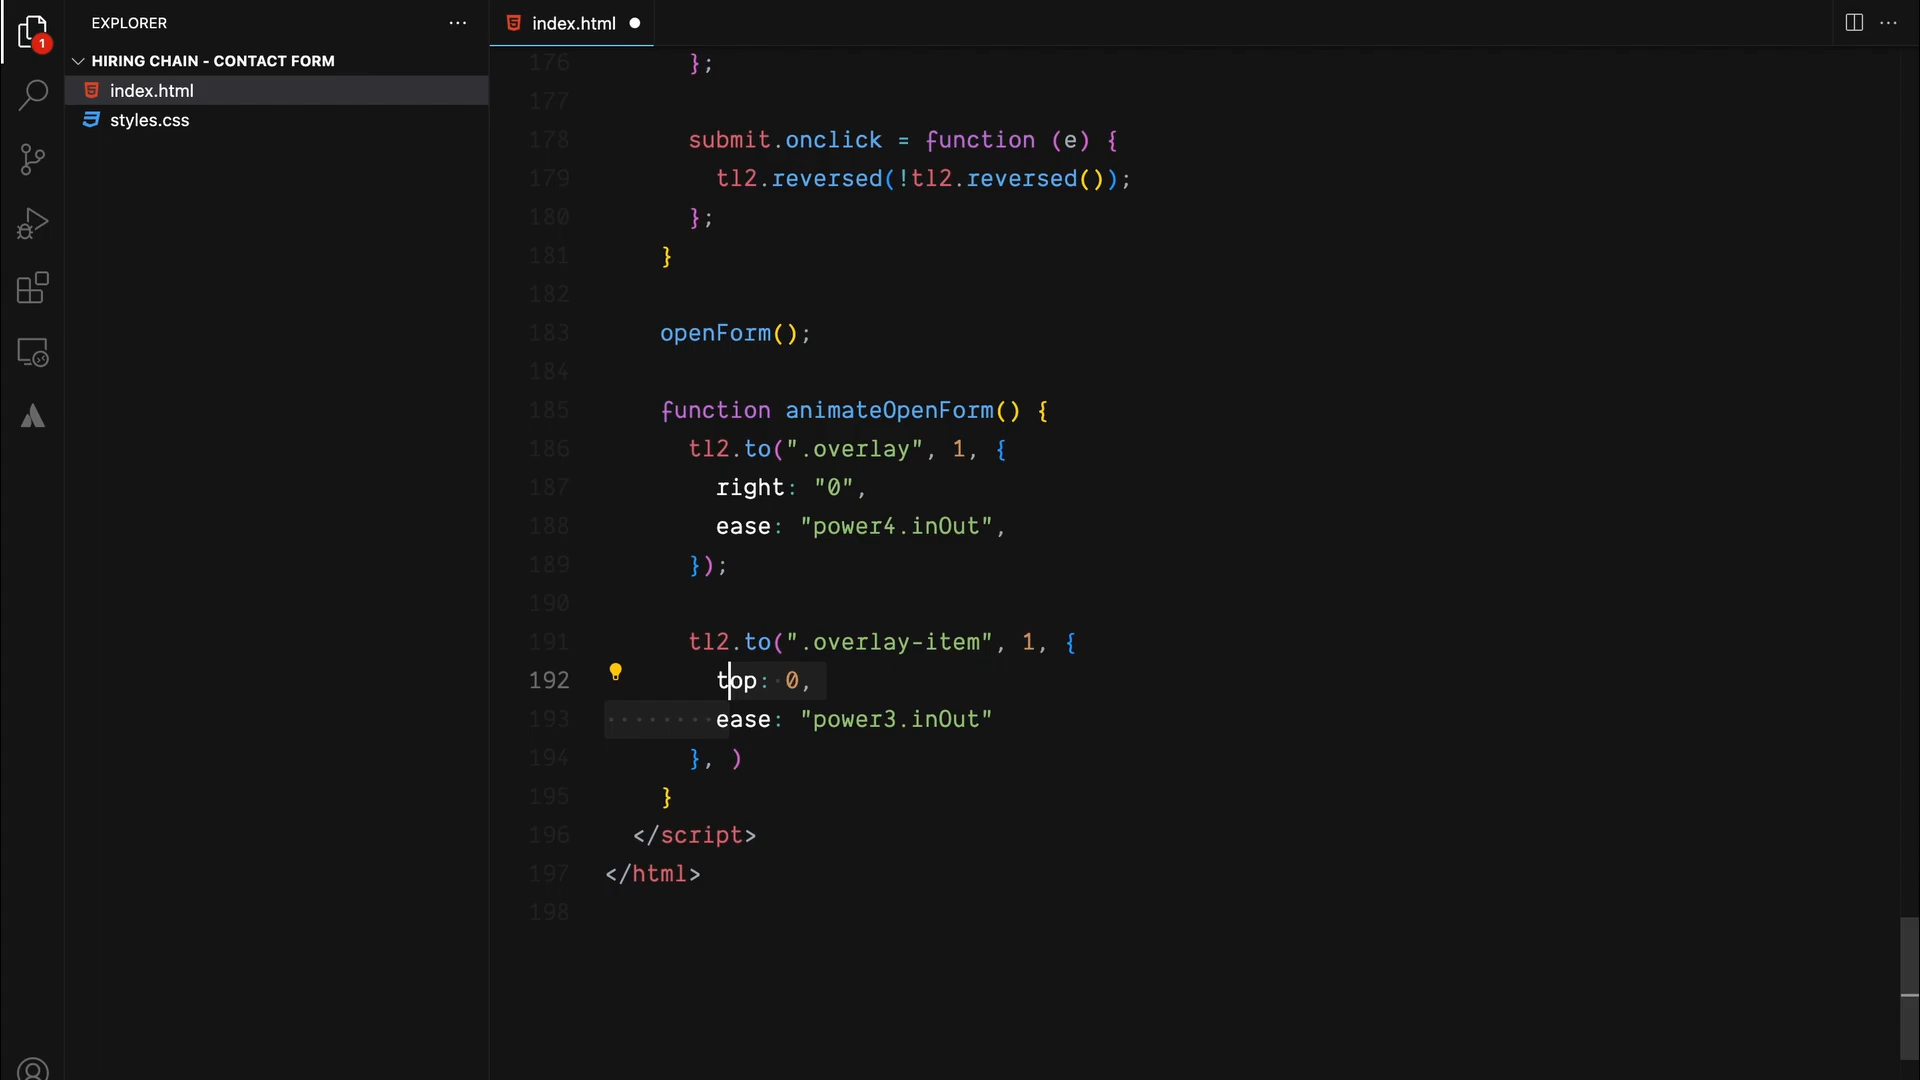 EXPLORER
1
HIRING CHAIN - CONTACT FORM
index.html
styles.css
index.html
176 };
177
178 submit.onclick = function (e) {
179 tl2.reversed(!tl2.reversed());
180 };
181 }
182
183 openForm();
184
185 function animateOpenForm() {
186 tl2.to(".overlay", 1, {
187 right: "0",
188 ease: "power4.inOut",
189 });
190
191 tl2.to(".overlay-item", 1, {
192 top: 0,
193 ease: "power3.inOut"
194 }, )
195 }
196 </script>
197 </html>
198